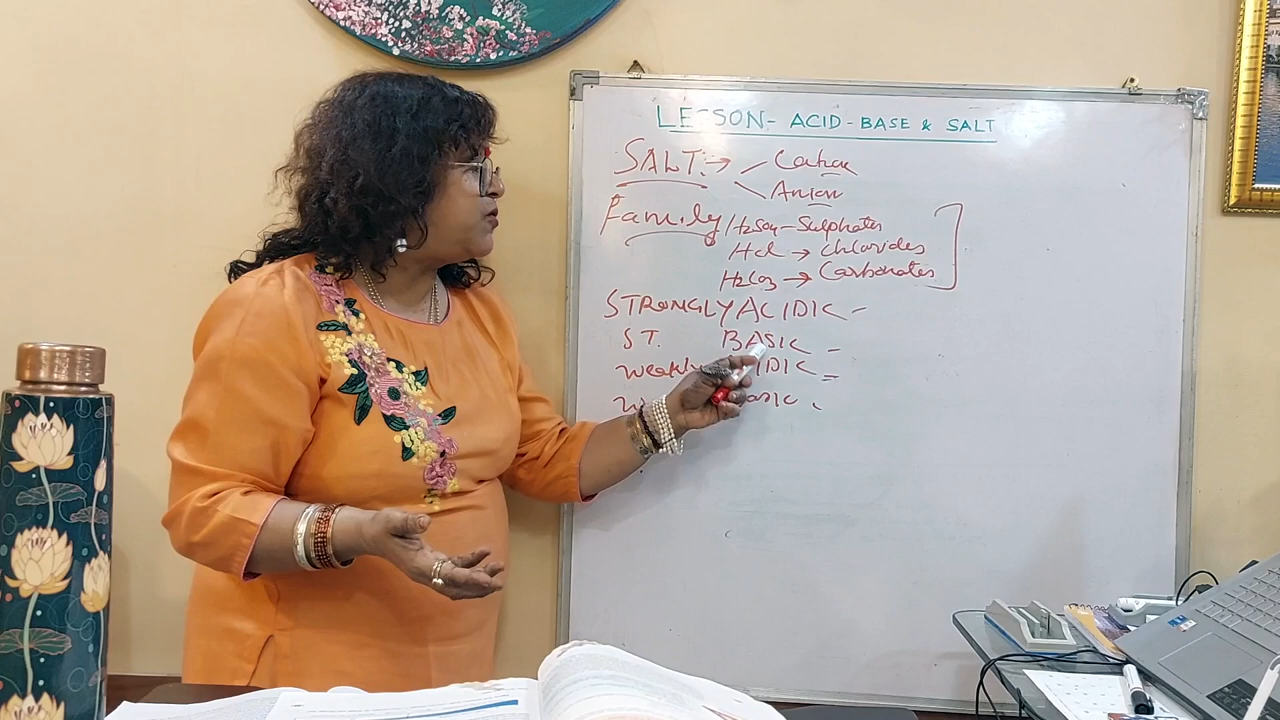 LESSON - ACID - BASE & SALT
SALT: → Cation
Anion
Family H2SO4 - Sulphates
HCl → Chlorides
H2CO3 → Carbonates
STRONGLY ACIDIC -
ST. BASIC -
weakly